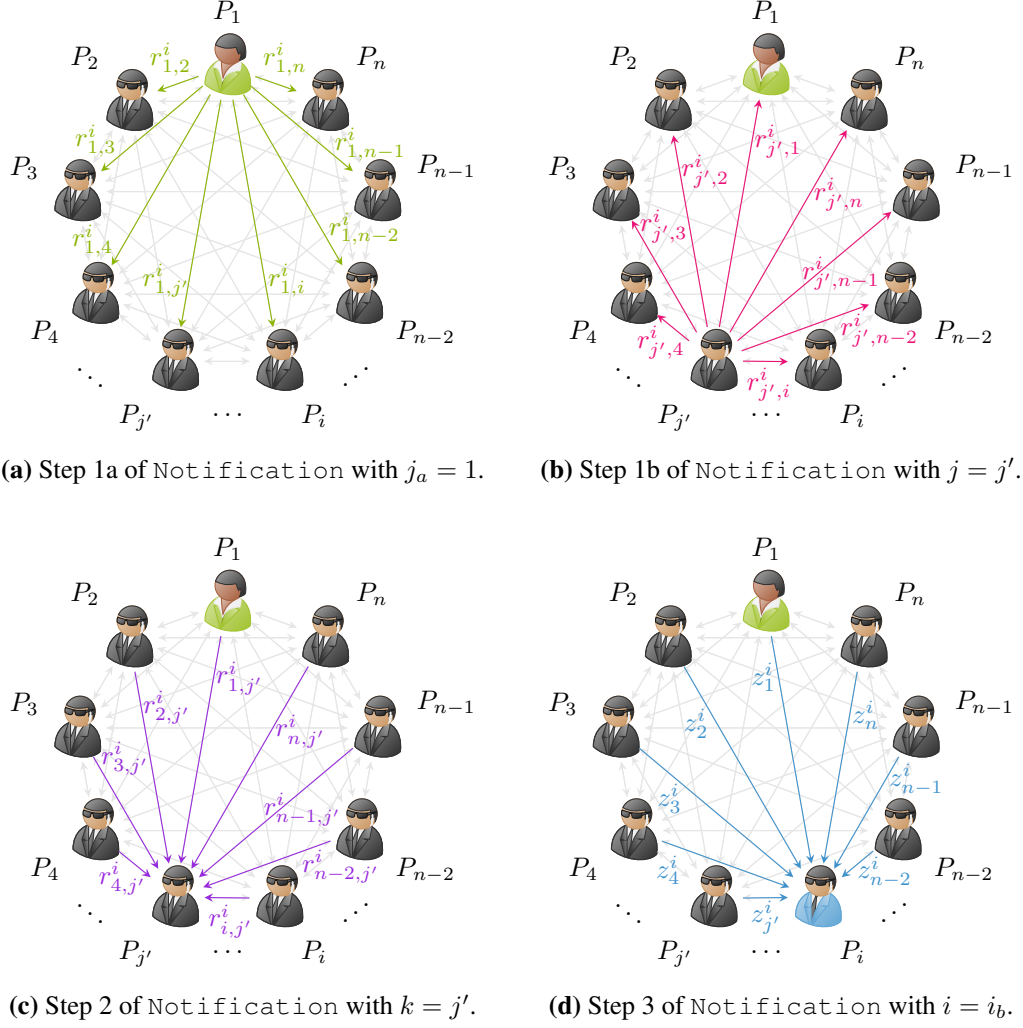 P_1
P_2
P_n
r^i_{1,2}
r^i_{1,n}
r^i_{1,3}
r^i_{1,n-1}
P_3
P_{n-1}
r^i_{1,4}
r^i_{1,n-2}
r^i_{1,j'}
r^i_{1,i}
P_4
P_{n-2}
⋱
P_{j'}
⋯
P_i
⋰
(a) Step 1a of Notification with j_a = 1.
P_1
P_2
P_n
r^i_{j',1}
r^i_{j',2}
r^i_{j',n}
P_3
P_{n-1}
r^i_{j',3}
r^i_{j',n-1}
P_4
r^i_{j',4}
r^i_{j',n-2}
P_{n-2}
r^i_{j',i}
⋱
P_{j'}
⋯
P_i
⋰
(b) Step 1b of Notification with j = j'.
P_1
P_2
P_n
P_3
r^i_{2,j'}
r^i_{1,j'}
r^i_{n,j'}
P_{n-1}
r^i_{3,j'}
r^i_{n-1,j'}
P_4
r^i_{4,j'}
r^i_{n-2,j'}
P_{n-2}
r^i_{i,j'}
⋱
P_{j'}
⋯
P_i
⋰
(c) Step 2 of Notification with k = j'.
P_1
P_2
P_n
P_3
z^i_2
z^i_1
z^i_n
P_{n-1}
z^i_3
z^i_{n-1}
P_4
z^i_4
z^i_{n-2}
P_{n-2}
z^i_{j'}
⋱
P_{j'}
⋯
P_i
⋰
(d) Step 3 of Notification with i = i_b.